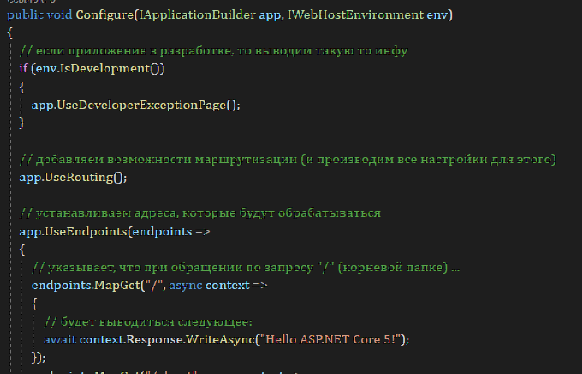 public void Configure(IApplicationBuilder app, IWebHostEnvironment env)
{
// если приложение в разработке, то выводим такую то инфу
if (env.IsDevelopment())
{
app.UseDeveloperExceptionPage();
}
// добавляем возможности маршрутизации (и производим все настройки для этого)
app.UseRouting();
// устанавливаем адреса, которые будут обрабатываться
app.UseEndpoints(endpoints =>
{
// указывает, что при обращении по запросу "/" (корневой папке) ...
endpoints.MapGet("/", async context =>
{
// будет выводиться следующее:
await context.Response.WriteAsync("Hello ASP.NET Core 5!");
});